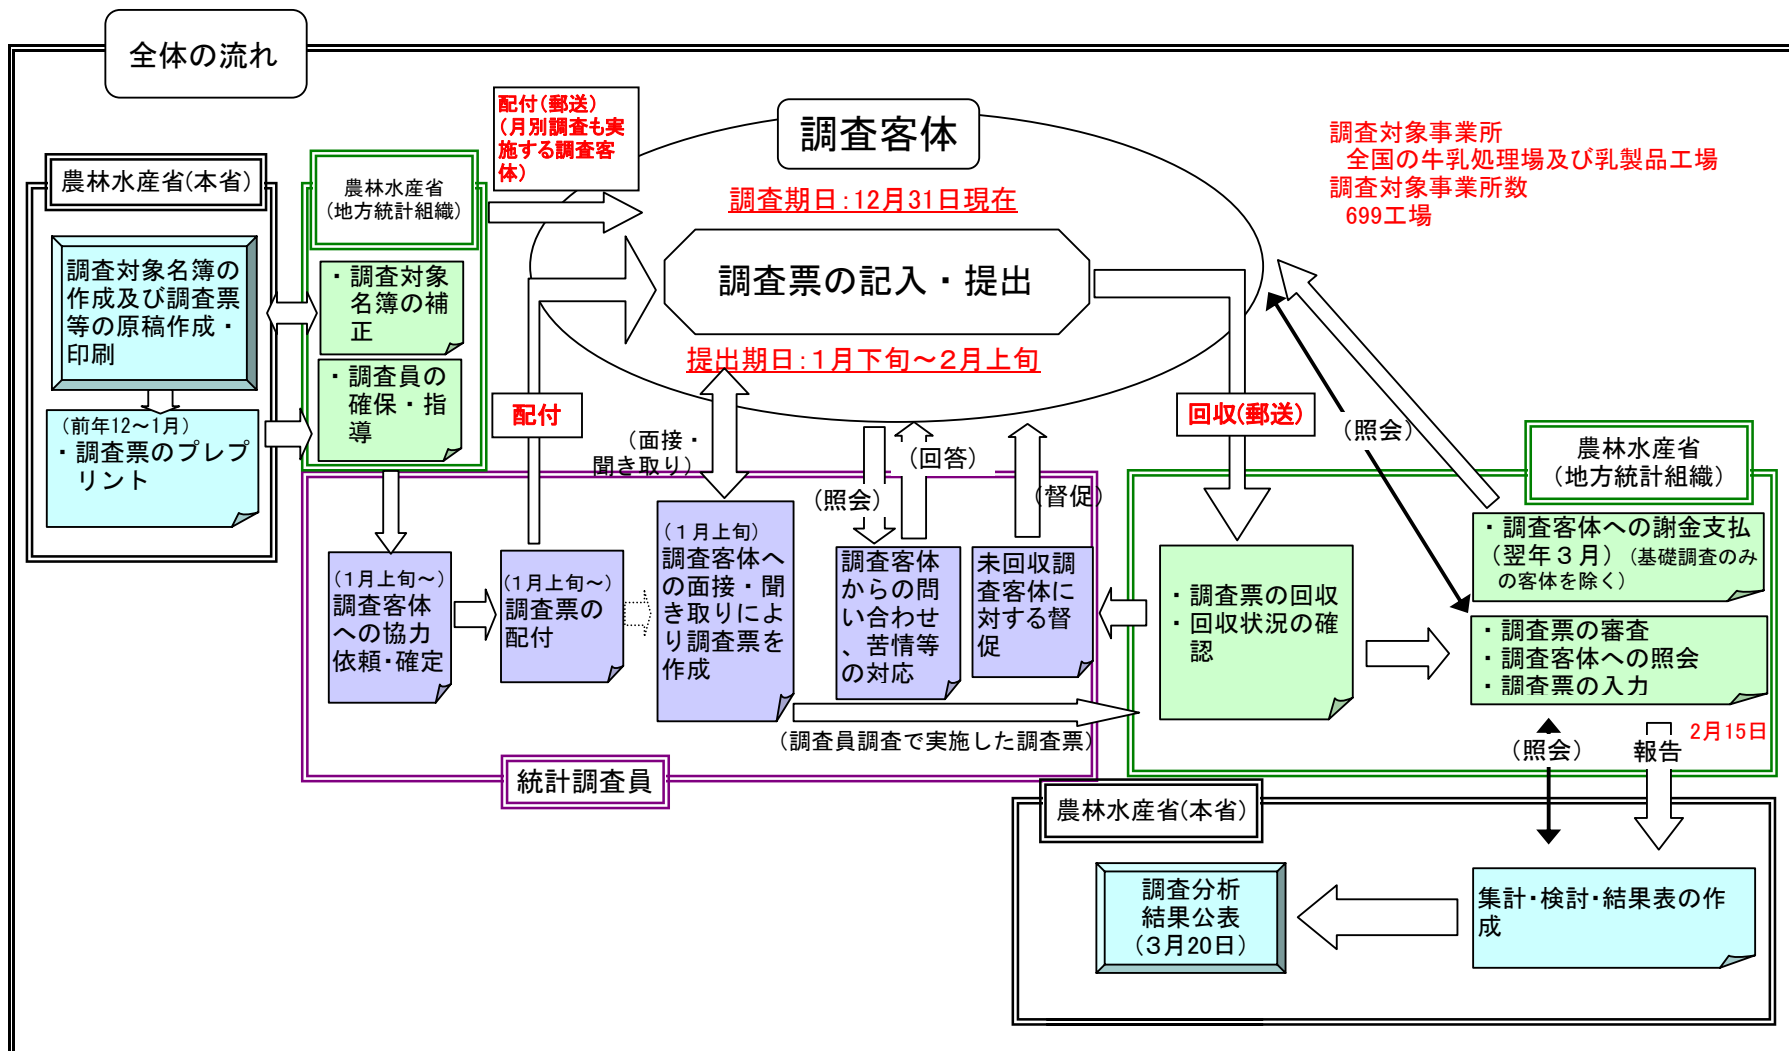 全体の流れ
配付(郵送)
(月別調査も実
施する調査客
体)
調査客体
調査対象事業所
全国の牛乳処理場及び乳製品工場
調査対象事業所数
699工場
農林水産省(本省)
農林水産省
(地方統計組織)
調査期日:12月31日現在
調査対象名簿の
作成及び調査票
等の原稿作成・
印刷
・調査対象
名簿の補
正
調査票の記入・提出
提出期日:1月下旬～2月上旬
・調査員の
確保・指
導
(前年12～1月)
・調査票のプレプ
リント
配付
(面接・
聞き取り)
(照会)
(回答)
(督促)
回収(郵送)
(照会)
農林水産省
(地方統計組織)
(1月上旬～)
調査客体
への協力
依頼・確定
(1月上旬～)
調査票の
配付
(1月上旬)
調査客体へ
の面接・聞
き取りによ
り調査票を
作成
調査客体
からの問
い合わせ
、苦情等
の対応
未回収調
査客体に
対する督
促
・調査票の回収
・回収状況の確
認
・調査客体への謝金支払
(翌年3月)(基礎調査のみ
の客体を除く)
・調査票の審査
・調査客体への照会
・調査票の入力
(調査員調査で実施した調査票)
統計調査員
(照会)
報告
2月15日
農林水産省(本省)
調査分析
結果公表
(3月20日)
集計・検討・結果表の作
成